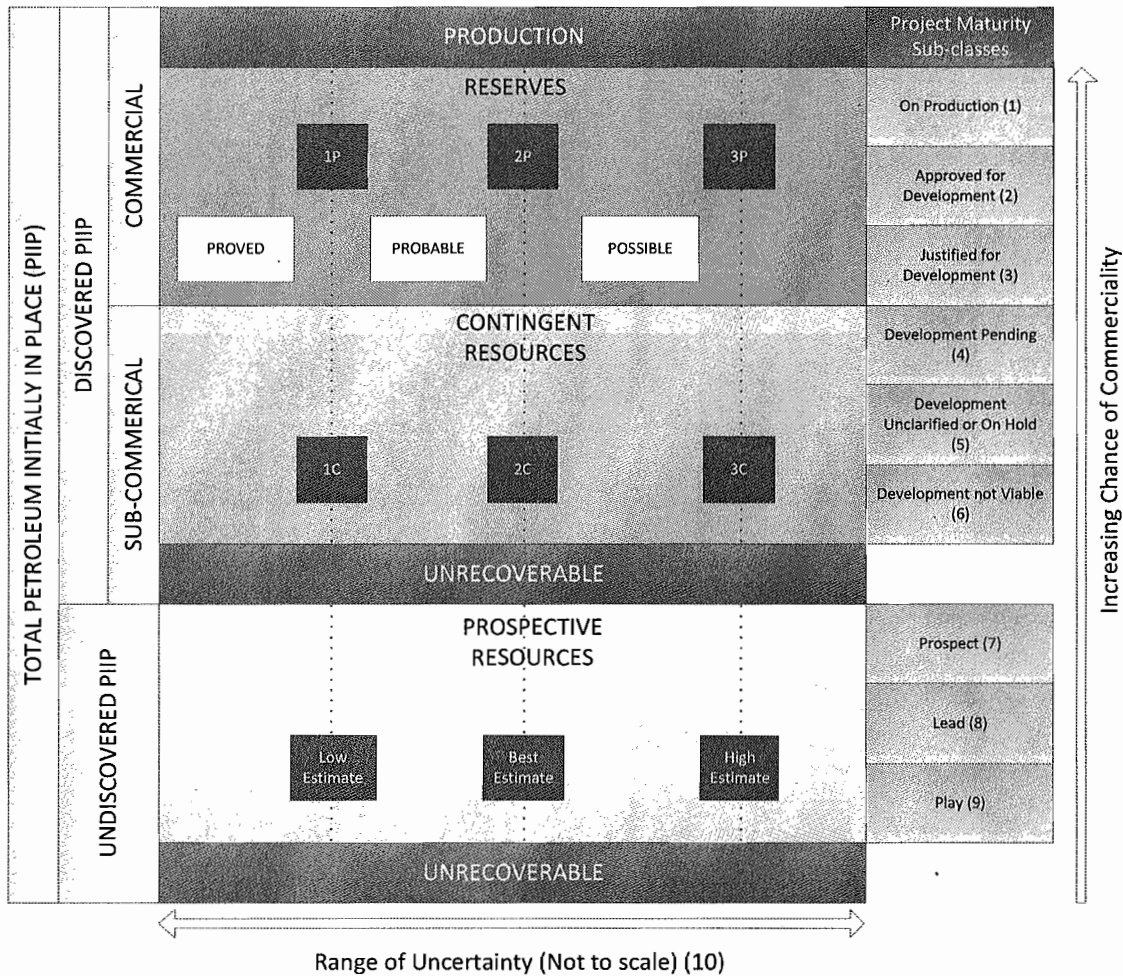 PRODUCTION
Project Maturity
Sub-classes
TOTAL PETROLEUM INITIALLY IN PLACE (PIIP)
DISCOVERED PIIP
COMMERCIAL
RESERVES
1P
2P
3P
PROVED
PROBABLE
POSSIBLE
On Production (1)
Approved for
Development (2)
Justified for
Development (3)
SUB-COMMERICAL
CONTINGENT
RESOURCES
1C
2C
3C
Development Pending
(4)
Development
Unclarified or On Hold
(5)
Development not Viable
(6)
UNRECOVERABLE
UNDISCOVERED PIIP
PROSPECTIVE
RESOURCES
Low
Estimate
Best
Estimate
High
Estimate
Prospect (7)
Lead (8)
Play (9)
UNRECOVERABLE
Increasing Chance of Commerciality
Range of Uncertainty (Not to scale) (10)